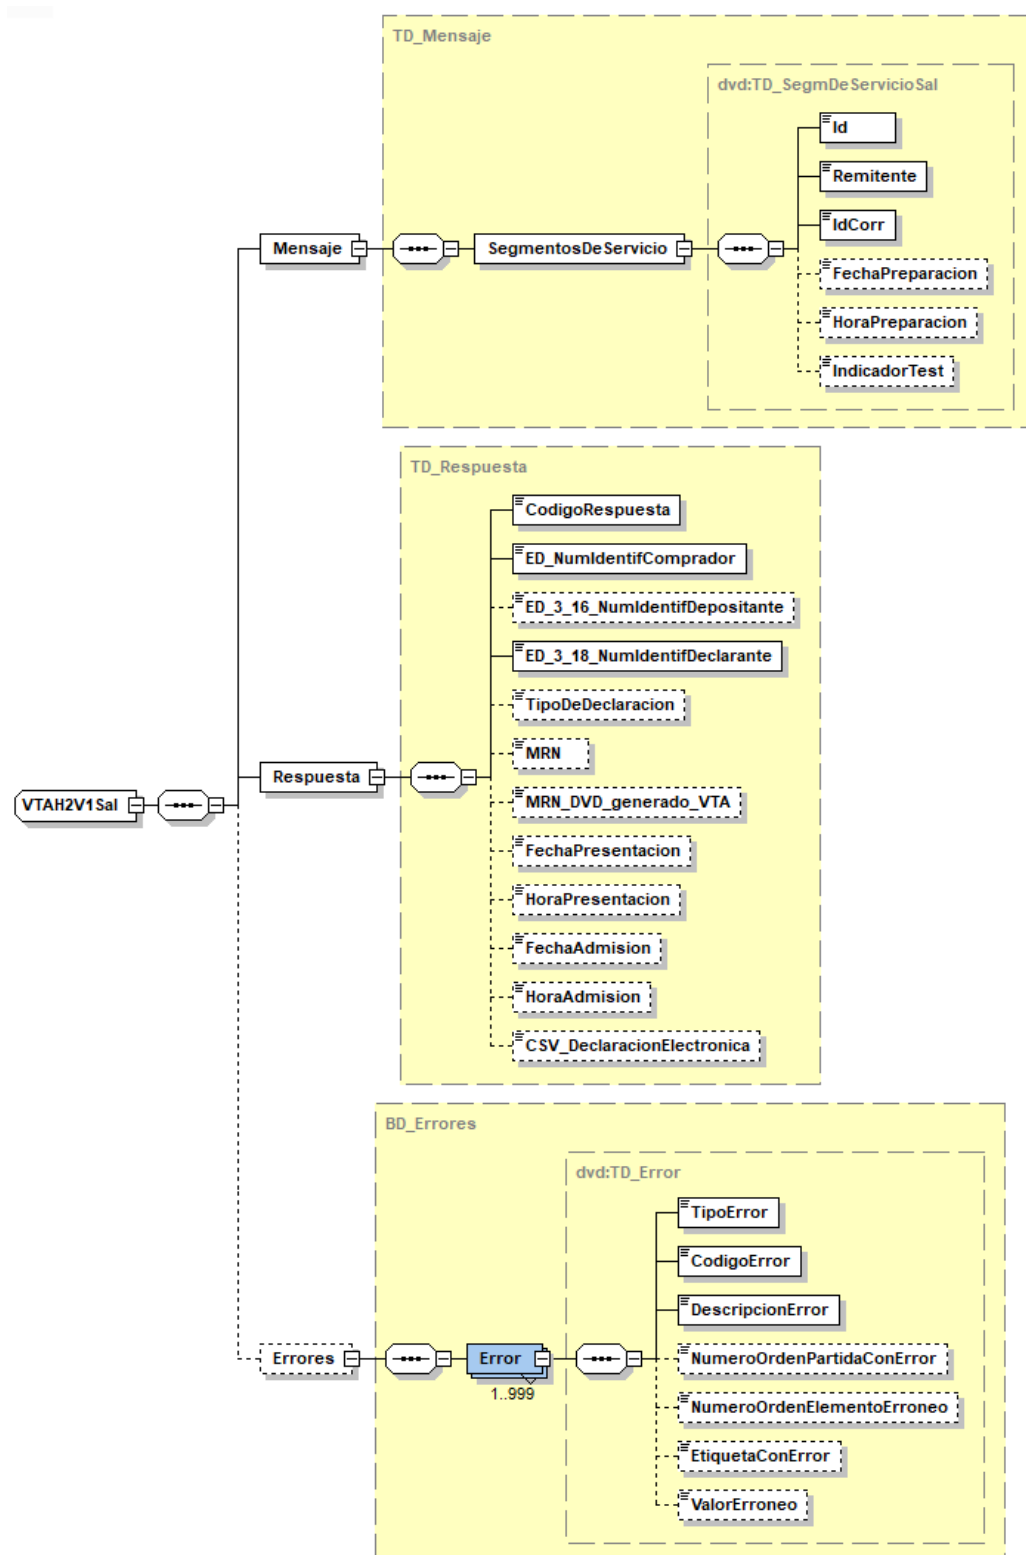 TD_Mensaje
dvd:TD_SegmDeServicioSal
Id
Remitente
Mensaje
SegmentosDeServicio
IdCorr
FechaPreparacion
HoraPreparacion
IndicadorTest
TD_Respuesta
CodigoRespuesta
ED_NumIdentifComprador
ED_3_16_NumIdentifDepositante
ED_3_18_NumIdentifDeclarante
TipoDeDeclaracion
MRN
Respuesta
VTAH2V1Sal
MRN_DVD_generado_VTA
FechaPresentacion
HoraPresentacion
FechaAdmision
HoraAdmision
CSV_DeclaracionElectronica
BD_Errores
dvd:TD_Error
TipoError
CodigoError
DescripcionError
Errores
Error
1..999
NumeroOrdenPartidaConError
NumeroOrdenElementoErroneo
EtiquetaConError
ValorErroneo